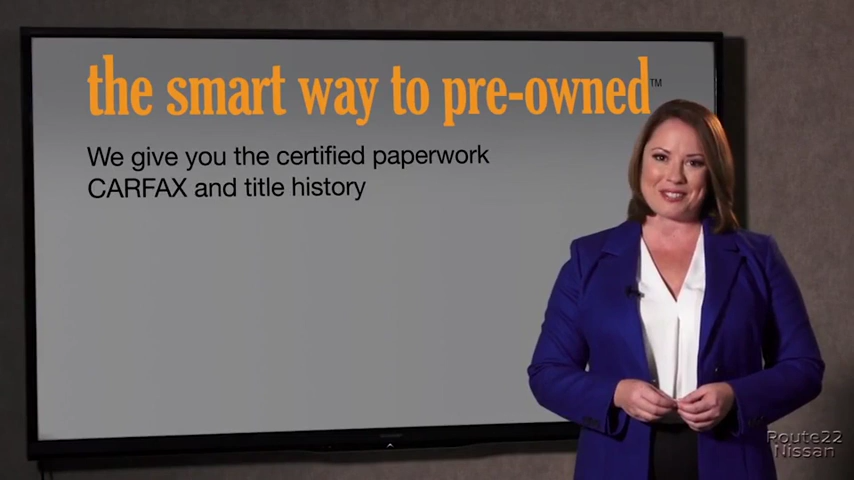 the smart way to pre-owned™
We give you the certified paperwork
CARFAX and title history
Route22
Nissan